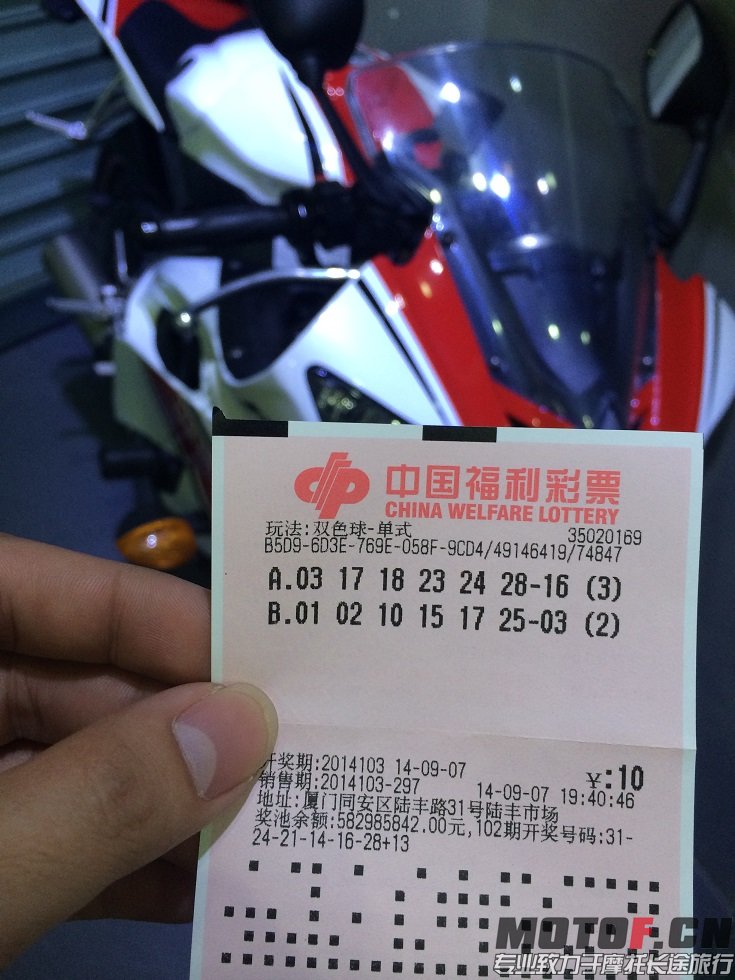 中国福利彩票
CHINA WELFARE LOTTERY
玩法:双色球-单式 35020169
B5D9-6D3E-769E-058F-9CD4/49146419/74847
A.03 17 18 23 24 28-16 (3)
B.01 02 10 15 17 25-03 (2)
开奖期:2014103 14-09-07 ¥:10
销售期:2014103-297 14-09-07 19:40:46
地址:厦门同安区陆丰路31号陆丰市场
奖池余额:582985842.00元,102期开奖号码:31-
24-21-14-16-28+13
MOTOF.CN
专业致力于摩托长途旅行